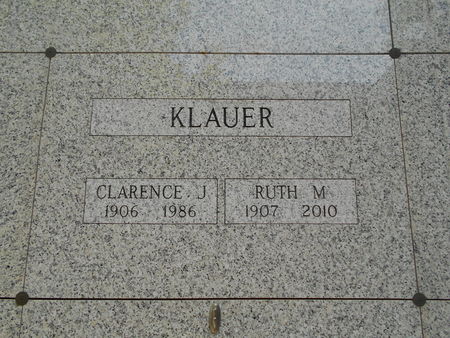 KLAUER
CLARENCE J
1906 1986
RUTH M
1907 2010